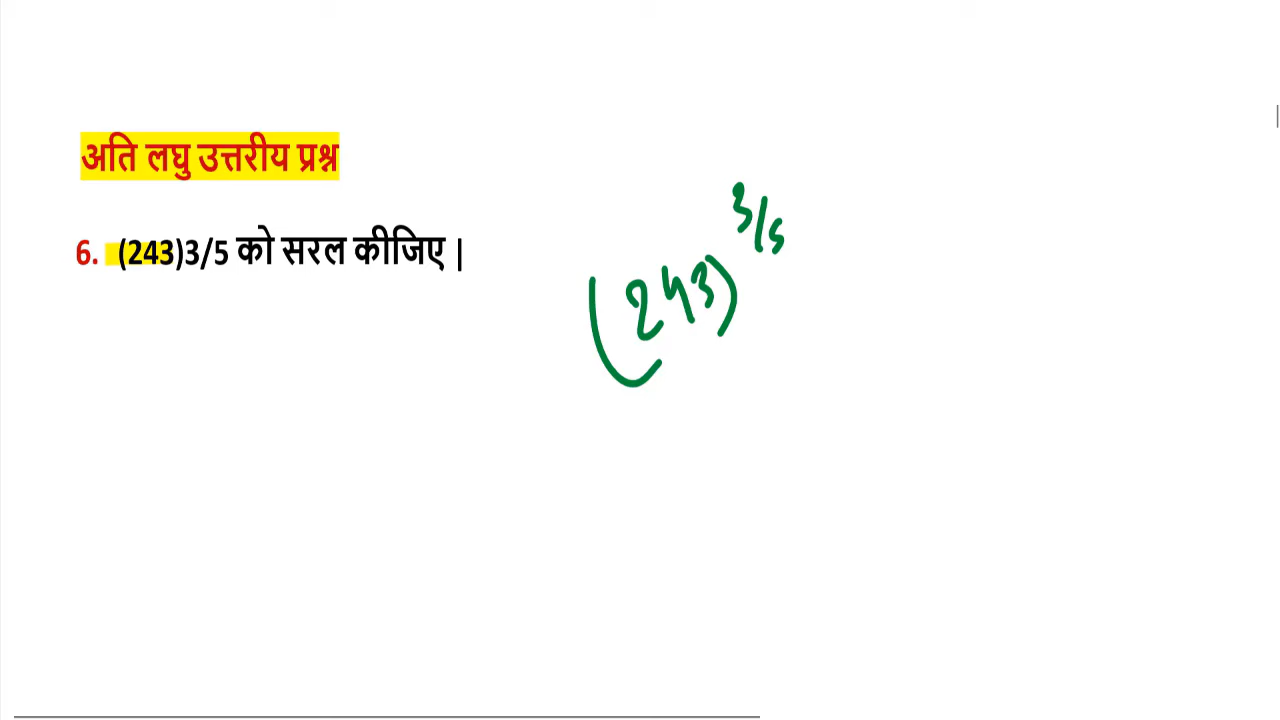 अति लघु उत्तरीय प्रश्न
6. (243)3/5 को सरल कीजिए |
(243)^3/5